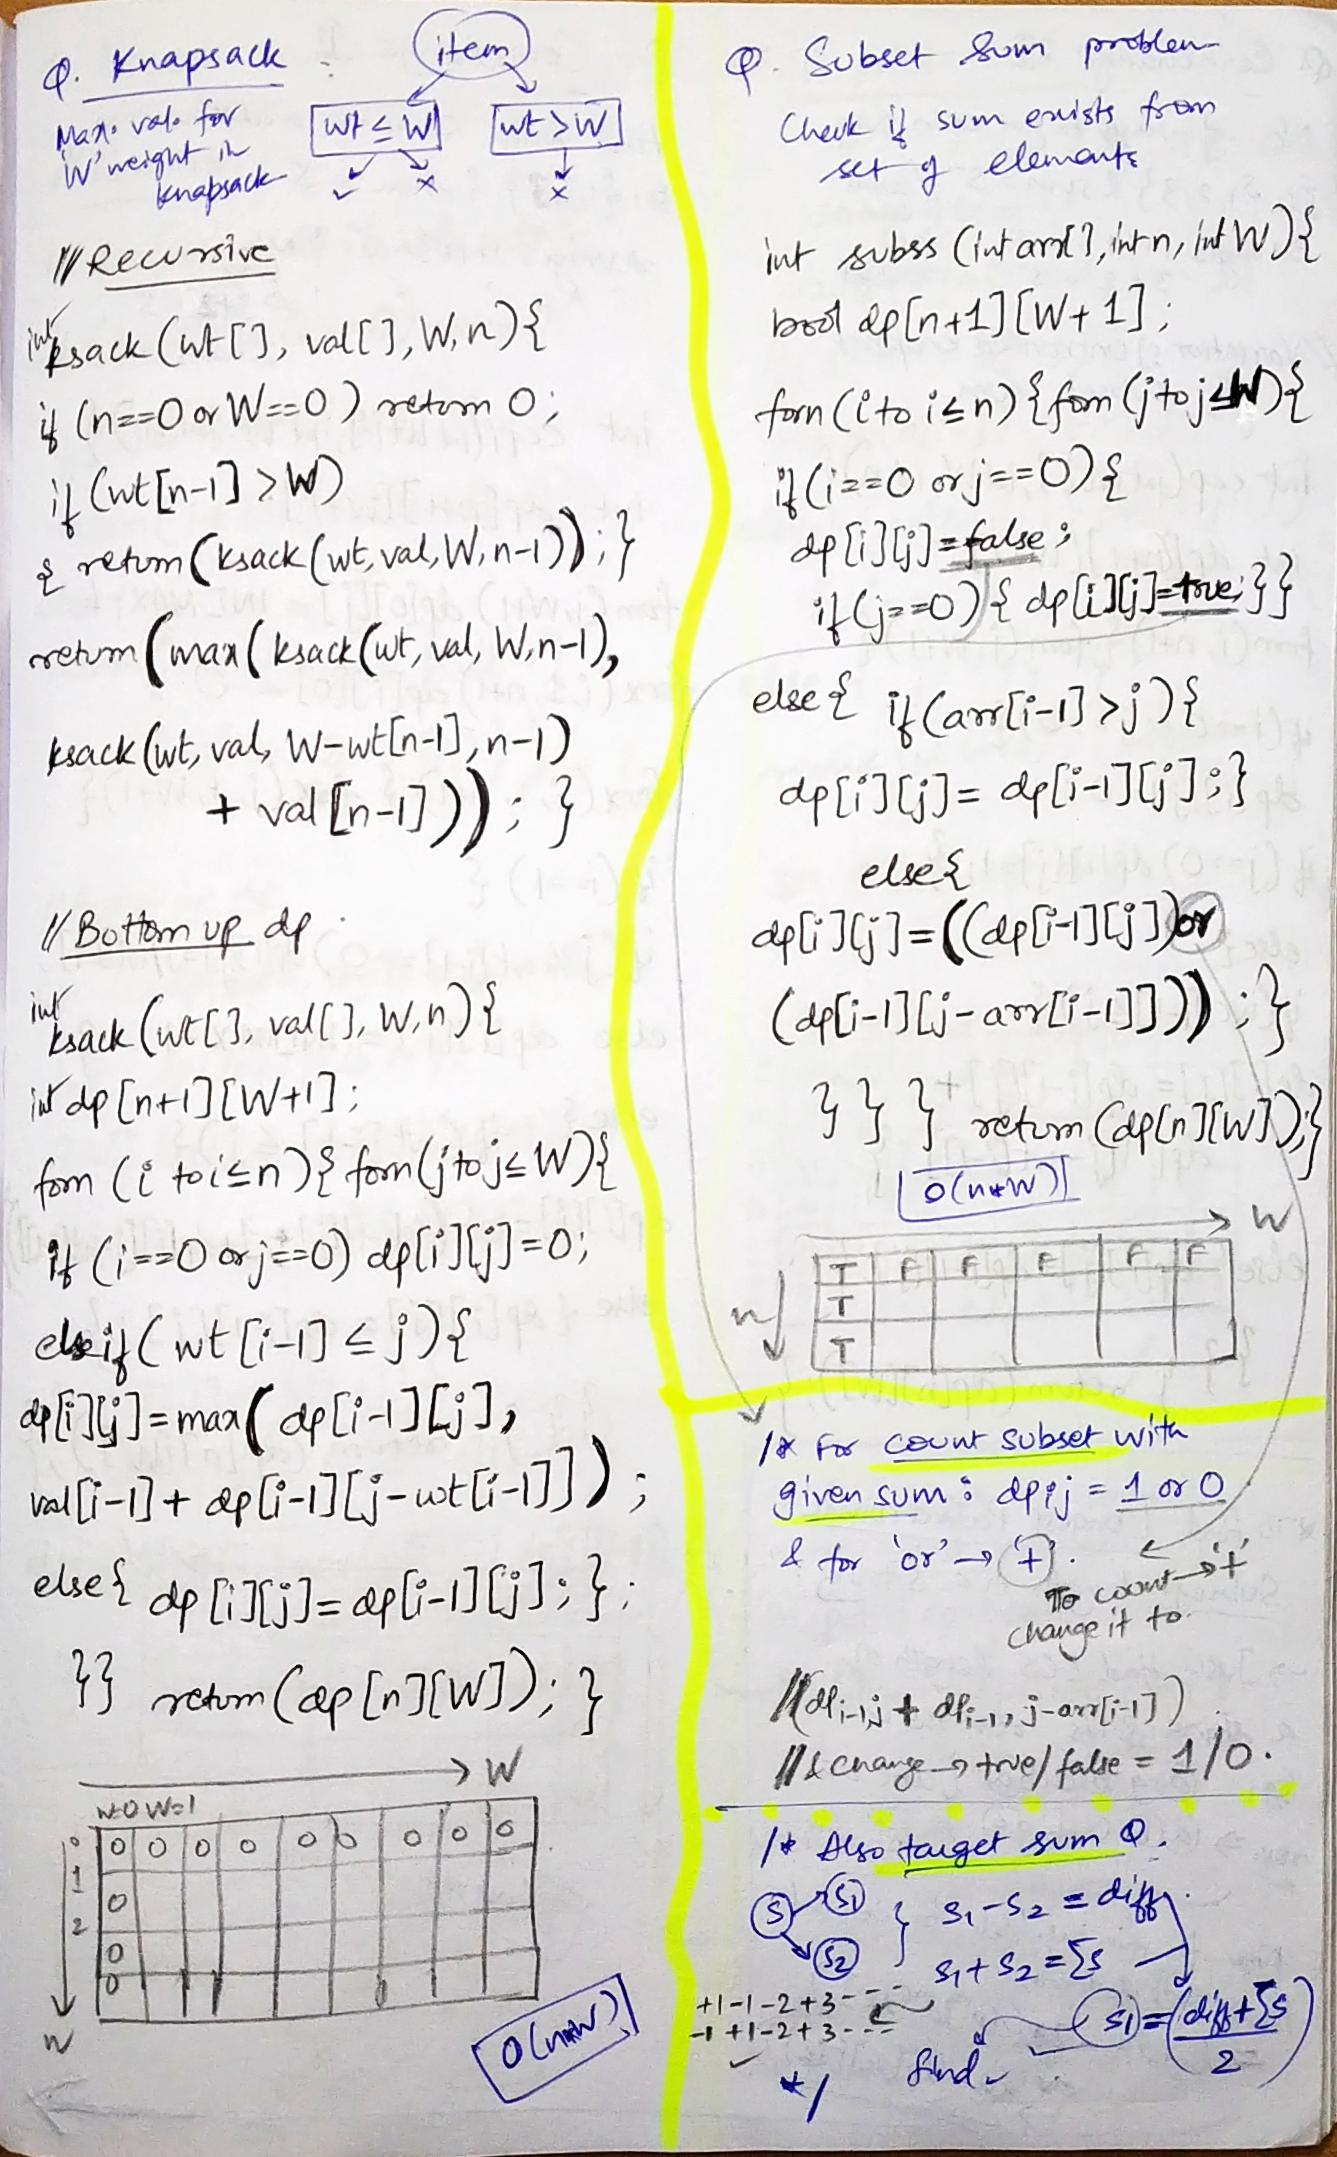 Q. Knapsack
item
Max. val. for
'W' weight in
knapsack
wt ≤ W
wt > W
// Recursive
int ksack (wt[], val[], W, n){
if (n==0 or W==0) return 0;
if (wt[n-1] > W)
{ return (ksack (wt, val, W, n-1)); }
return (max ( ksack (wt, val, W, n-1),
ksack (wt, val, W-wt[n-1], n-1)
+ val [n-1])); }
// Bottom up dp
int ksack (wt[], val[], W, n){
int dp [n+1][W+1];
forn (i to i≤n){ forn (j to j≤W){
if (i==0 or j==0) dp[i][j]=0;
else if ( wt [i-1] ≤ j){
dp[i][j] = max( dp[i-1][j],
val[i-1] + dp[i-1][j-wt[i-1]]);
else{ dp [i][j] = dp[i-1][j]; };
}} return (dp [n][W]); }
→ W
W=0 W=1
0 0 0 0 0 0 0 0 0 0
1
0
2
0
0
n
O(n*W)
Q. Subset Sum problem
Check if sum exists from
set of elements
int subss (int arr[], int n, int W){
bool dp[n+1][W+1];
forn (i to i≤n) { forn (j to j≤W){
if (i==0 or j==0){
dp[i][j]=false;
if (j==0) { dp[i][j]=true; }}
else{ if (arr[i-1] > j){
dp[i][j] = dp[i-1][j]; }
else{
dp[i][j] = ((dp[i-1][j]) or
(dp[i-1][j-arr[i-1]])) ; }
} } } return (dp[n][W]); }
O(n*W)
→ W
T F F F F F
n T
T
/* For count subset with
given sum : dp ij = 1 or 0
& for 'or' → '+'.
To count → '+'
change it to.
// (dp i-1 j + dp i-1, j-arr[i-1])
// & change → true/false = 1/0.
/* Also target sum Q.
S S1 } S1 - S2 = diff
S2 S1 + S2 = Σs
+1-1-2+3---
-1+1-2+3---
S1 = (diff + Σs
2)
find
*/